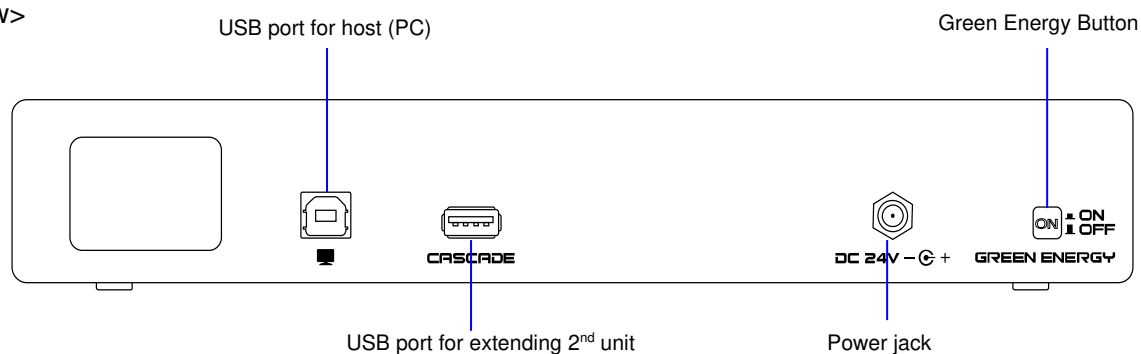 w>
USB port for host (PC)
Green Energy Button
ON
ON
OFF
CASCADE
DC 24V – +
GREEN ENERGY
USB port for extending 2nd unit
Power jack